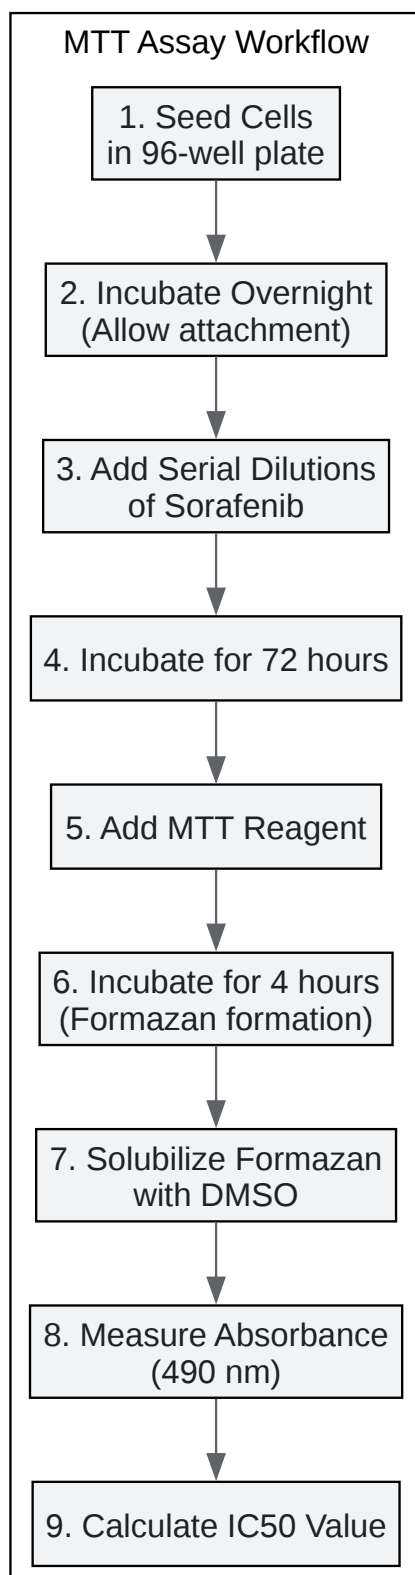 MTT Assay Workflow
1. Seed Cells
in 96-well plate
2. Incubate Overnight
(Allow attachment)
3. Add Serial Dilutions
of Sorafenib
4. Incubate for 72 hours
5. Add MTT Reagent
6. Incubate for 4 hours
(Formazan formation)
7. Solubilize Formazan
with DMSO
8. Measure Absorbance
(490 nm)
9. Calculate IC50 Value